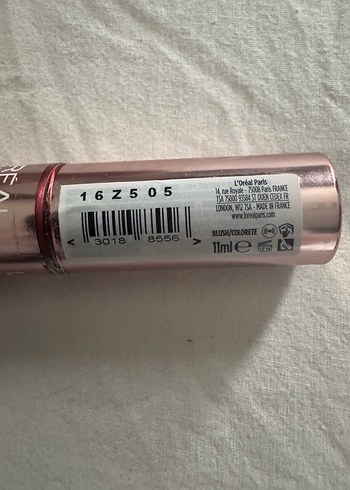 RÉAL
16Z505
< 3018 8556 >
L'Oréal Paris
14, rue Royale - 75008 Paris FRANCE
TSA 75000 93584 ST OUEN CEDEX FR
LONDON, W12 7SA - MADE IN FRANCE
www.lorealparis.com
BLUSH/COLORETE
11ml e